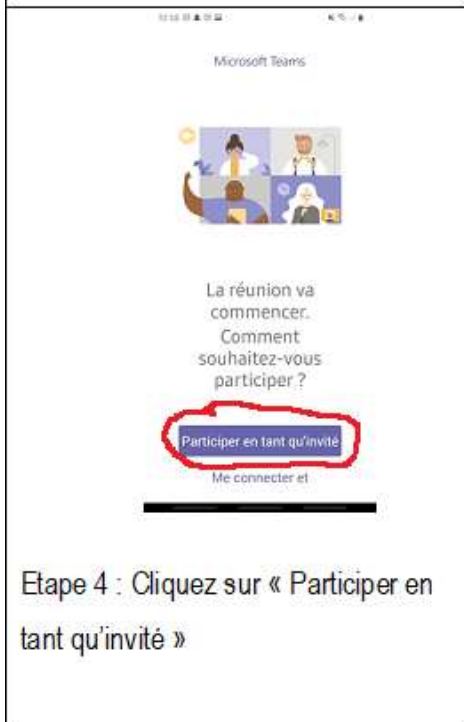 Microsoft Teams
La réunion va
commencer.
Comment
souhaitez-vous
participer ?
Participer en tant qu'invité
Me connecter et
Etape 4 : Cliquez sur « Participer en
tant qu'invité »